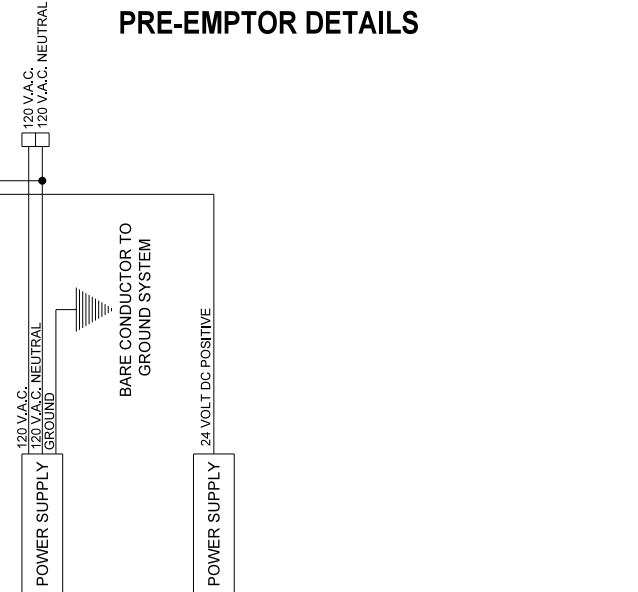 PRE-EMPTOR DETAILS
120 V.A.C.
120 V.A.C. NEUTRAL
BARE CONDUCTOR TO
GROUND SYSTEM
120 V.A.C.
120 V.A.C. NEUTRAL
GROUND
24 VOLT DC POSITIVE
POWER SUPPLY
POWER SUPPLY